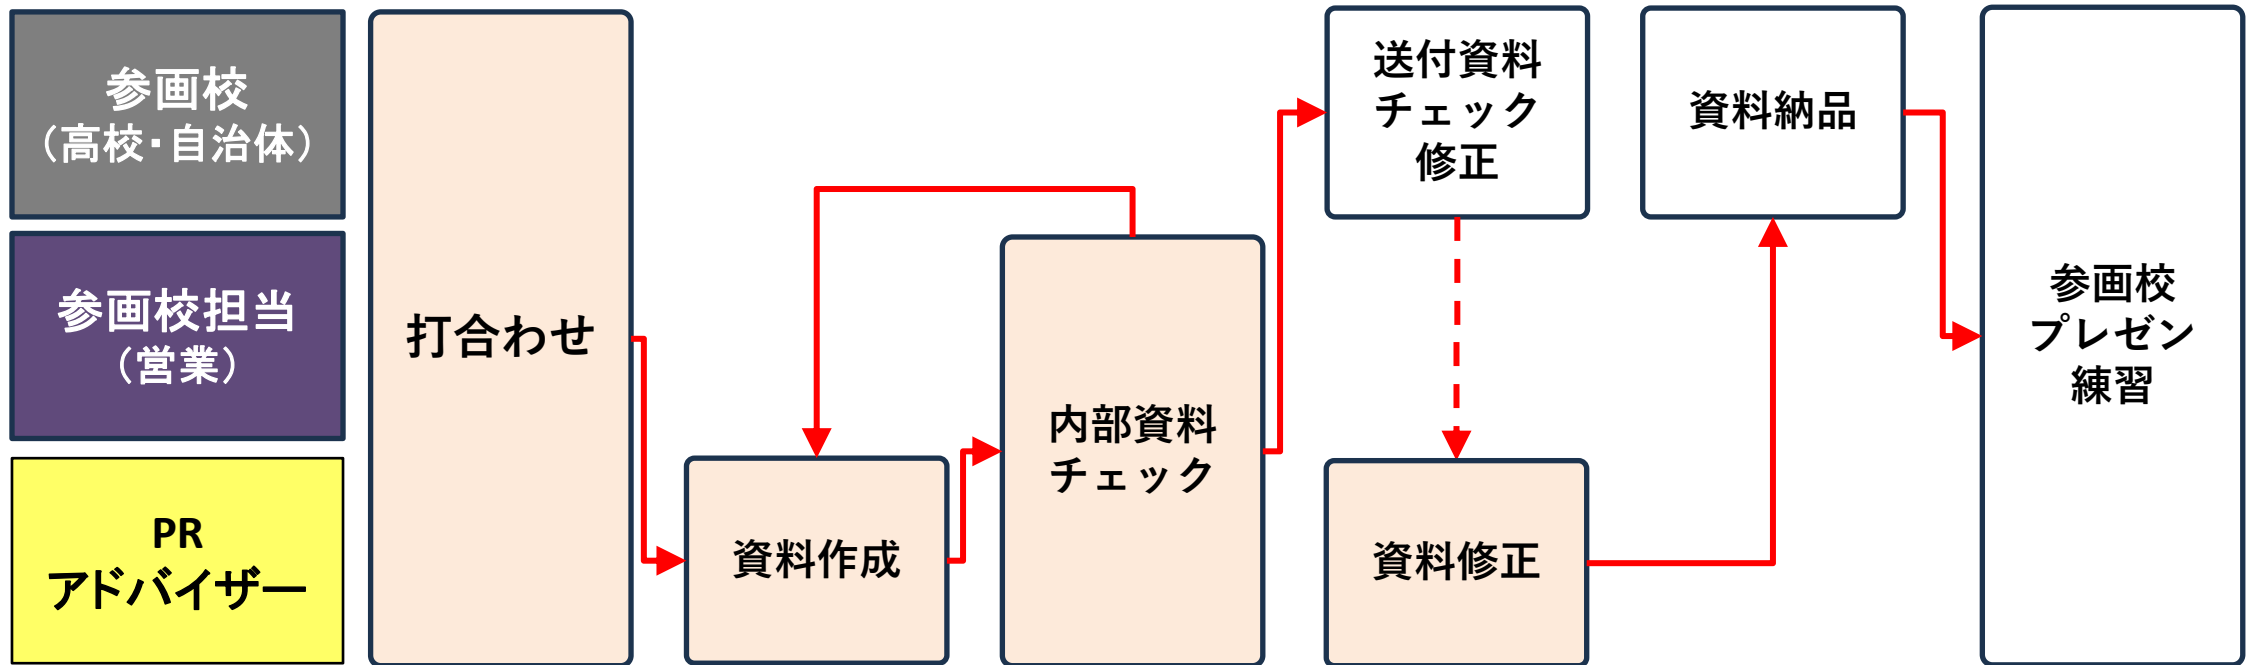 参画校
（高校・自治体）
参画校担当
（営業）
PR
アドバイザー
打合わせ
資料作成
内部資料
チェック
送付資料
チェック
修正
資料修正
資料納品
参画校
プレゼン
練習